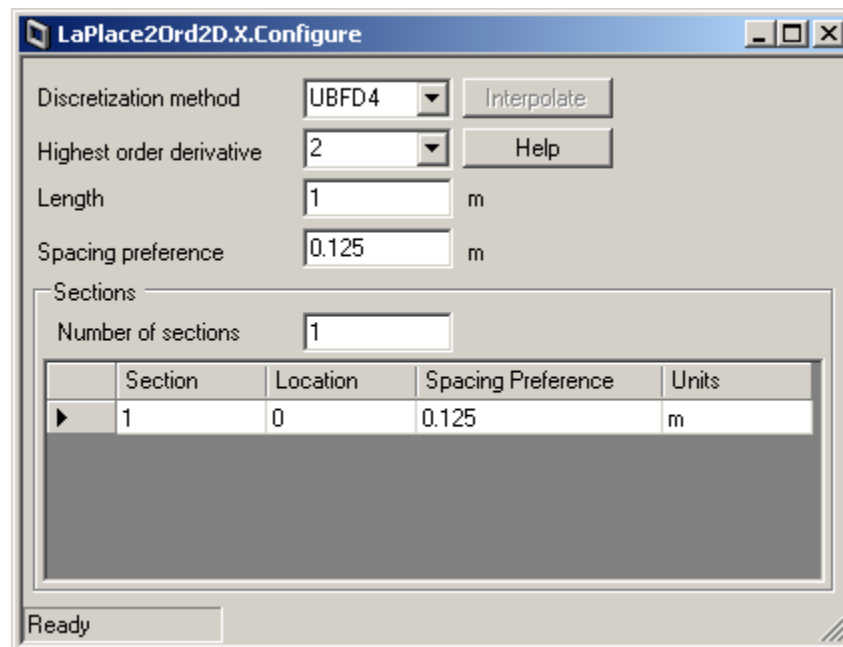 LaPlace2Ord2D.X.Configure
Discretization method UBFD4 Interpolate
Highest order derivative 2 Help
Length 1 m
Spacing preference 0.125 m
Sections
Number of sections 1
Section Location Spacing Preference Units
1 0 0.125 m
Ready